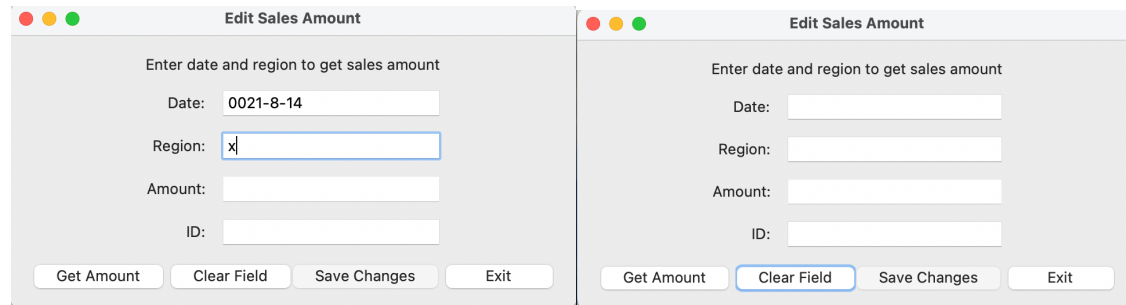 Edit Sales Amount
Enter date and region to get sales amount
Date: 0021-8-14
Region: x
Amount:
ID:
Get Amount Clear Field Save Changes Exit
Edit Sales Amount
Enter date and region to get sales amount
Date:
Region:
Amount:
ID:
Get Amount Clear Field Save Changes Exit